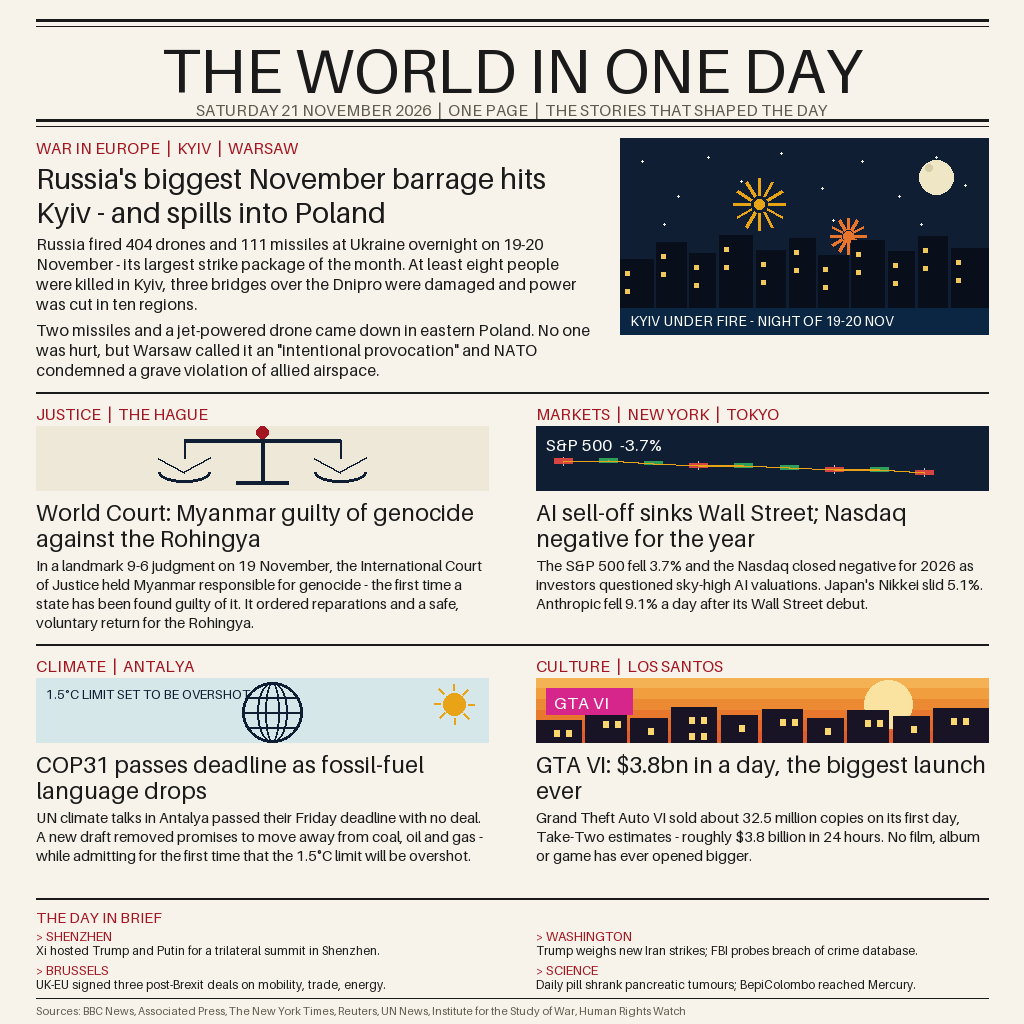 THE WORLD IN ONE DAY
SATURDAY 21 NOVEMBER 2026 | ONE PAGE | THE STORIES THAT SHAPED THE DAY
WAR IN EUROPE | KYIV | WARSAW
Russia's biggest November barrage hits
Kyiv - and spills into Poland
Russia fired 404 drones and 111 missiles at Ukraine overnight on 19-20
November - its largest strike package of the month. At least eight people
were killed in Kyiv, three bridges over the Dnipro were damaged and power
was cut in ten regions.
Two missiles and a jet-powered drone came down in eastern Poland. No one
was hurt, but Warsaw called it an "intentional provocation" and NATO
condemned a grave violation of allied airspace.
KYIV UNDER FIRE - NIGHT OF 19-20 NOV
JUSTICE | THE HAGUE
World Court: Myanmar guilty of genocide
against the Rohingya
In a landmark 9-6 judgment on 19 November, the International Court
of Justice held Myanmar responsible for genocide - the first time a
state has been found guilty of it. It ordered reparations and a safe,
voluntary return for the Rohingya.
MARKETS | NEW YORK | TOKYO
S&P 500 -3.7%
AI sell-off sinks Wall Street; Nasdaq
negative for the year
The S&P 500 fell 3.7% and the Nasdaq closed negative for 2026 as
investors questioned sky-high AI valuations. Japan's Nikkei slid 5.1%.
Anthropic fell 9.1% a day after its Wall Street debut.
CLIMATE | ANTALYA
1.5°C LIMIT SET TO BE OVERSHOT
COP31 passes deadline as fossil-fuel
language drops
UN climate talks in Antalya passed their Friday deadline with no deal.
A new draft removed promises to move away from coal, oil and gas -
while admitting for the first time that the 1.5°C limit will be overshot.
CULTURE | LOS SANTOS
GTA VI
GTA VI: $3.8bn in a day, the biggest launch
ever
Grand Theft Auto VI sold about 32.5 million copies on its first day,
Take-Two estimates - roughly $3.8 billion in 24 hours. No film, album
or game has ever opened bigger.
THE DAY IN BRIEF
> SHENZHEN
Xi hosted Trump and Putin for a trilateral summit in Shenzhen.
> BRUSSELS
UK-EU signed three post-Brexit deals on mobility, trade, energy.
> WASHINGTON
Trump weighs new Iran strikes; FBI probes breach of crime database.
> SCIENCE
Daily pill shrank pancreatic tumours; BepiColombo reached Mercury.
Sources: BBC News, Associated Press, The New York Times, Reuters, UN News, Institute for the Study of War, Human Rights Watch